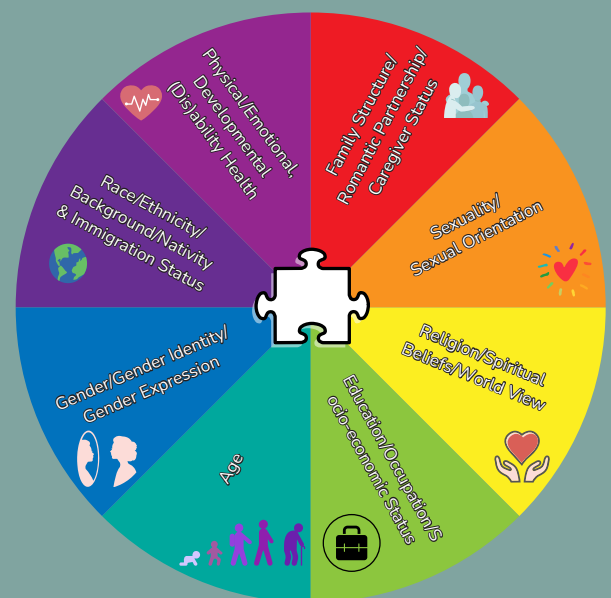 Physical/Emotional,
Developmental
(Dis)ability Health
Family Structure/
Romantic Partnership/
Caregiver Status
Sexuality/
Sexual Orientation
Religion/Spiritual
Beliefs/World View
Education/Occupation/S
ocio-economic Status
Age
Gender/Gender Identity/
Gender Expression
Race/Ethnicity/
Background/Nativity
& Immigration Status